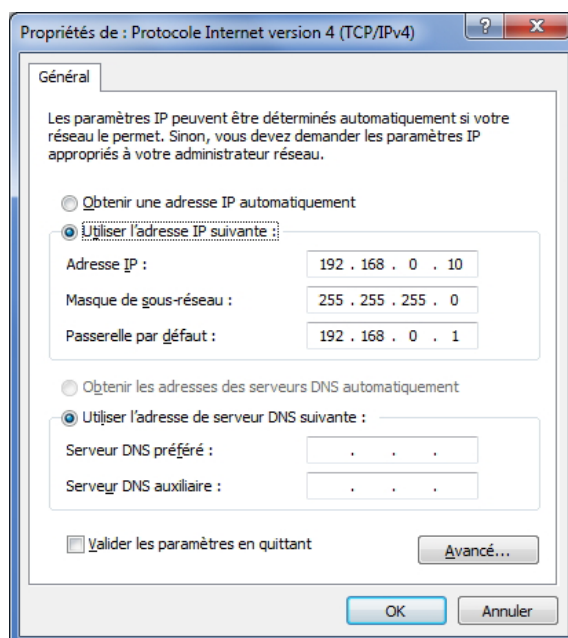 Propriétés de : Protocole Internet version 4 (TCP/IPv4)
?
X
Général
Les paramètres IP peuvent être déterminés automatiquement si votre
réseau le permet. Sinon, vous devez demander les paramètres IP
appropriés à votre administrateur réseau.
Obtenir une adresse IP automatiquement
Utiliser l'adresse IP suivante :
Adresse IP : 192 . 168 . 0 . 10
Masque de sous-réseau : 255 . 255 . 255 . 0
Passerelle par défaut : 192 . 168 . 0 . 1
Obtenir les adresses des serveurs DNS automatiquement
Utiliser l'adresse de serveur DNS suivante :
Serveur DNS préféré : . . .
Serveur DNS auxiliaire : . . .
Valider les paramètres en quittant
Avancé...
OK
Annuler